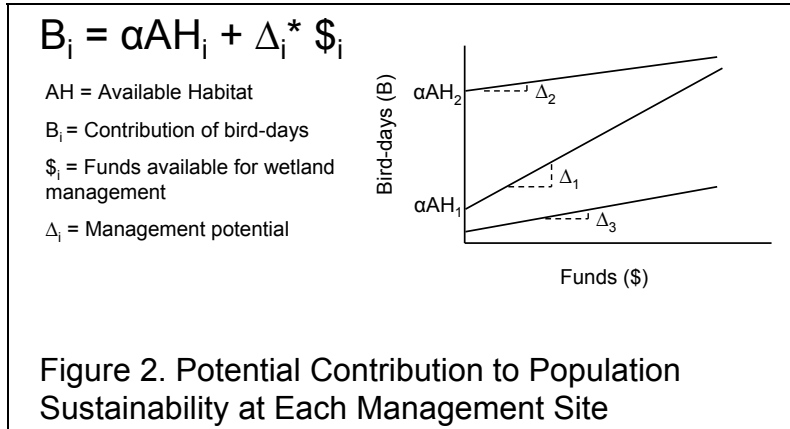 Bᵢ = αAHᵢ + Δᵢ* $ᵢ
AH = Available Habitat
Bᵢ = Contribution of bird-days
$ᵢ = Funds available for wetland
management
Δᵢ = Management potential
Bird-days (B)
αAH₂
αAH₁
Δ₂
Δ₁
Δ₃
Funds ($)
Figure 2. Potential Contribution to Population
Sustainability at Each Management Site